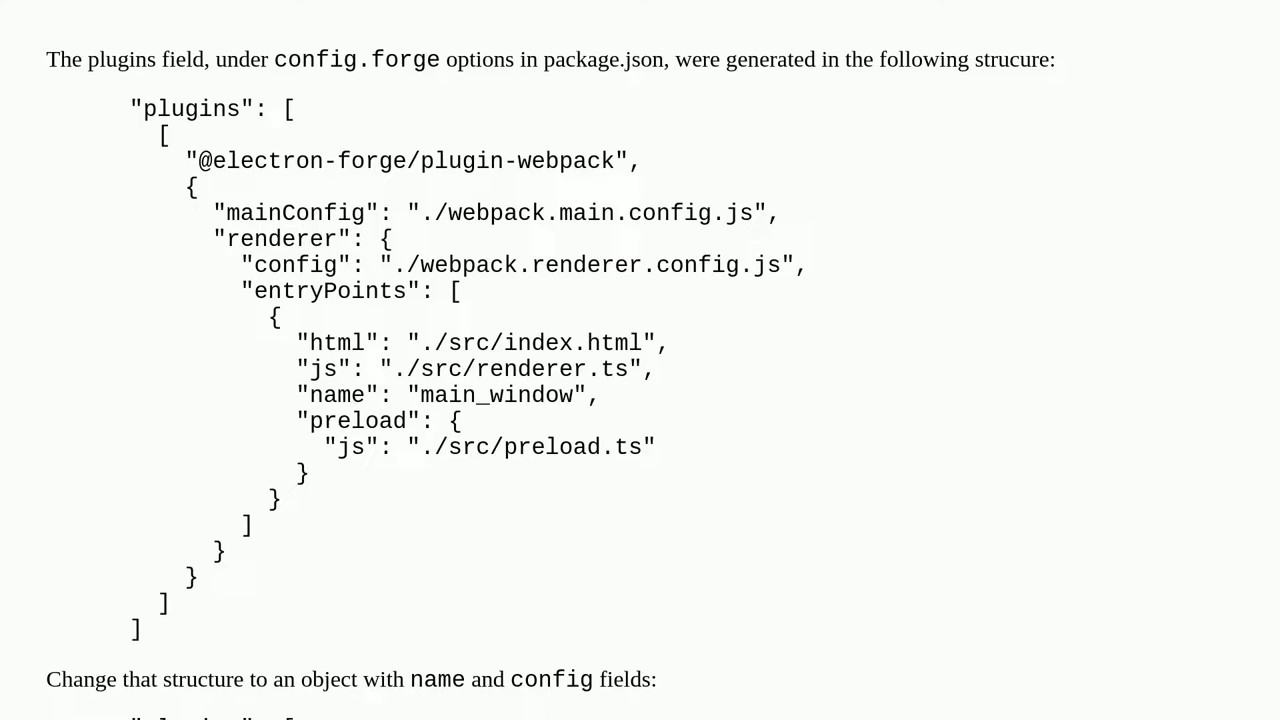 The plugins field, under config.forge options in package.json, were generated in the following strucure:
"plugins": [
  [
    "@electron-forge/plugin-webpack",
    {
      "mainConfig": "./webpack.main.config.js",
      "renderer": {
        "config": "./webpack.renderer.config.js",
        "entryPoints": [
          {
            "html": "./src/index.html",
            "js": "./src/renderer.ts",
            "name": "main_window",
            "preload": {
              "js": "./src/preload.ts"
            }
          }
        ]
      }
    }
  ]
]
Change that structure to an object with name and config fields: